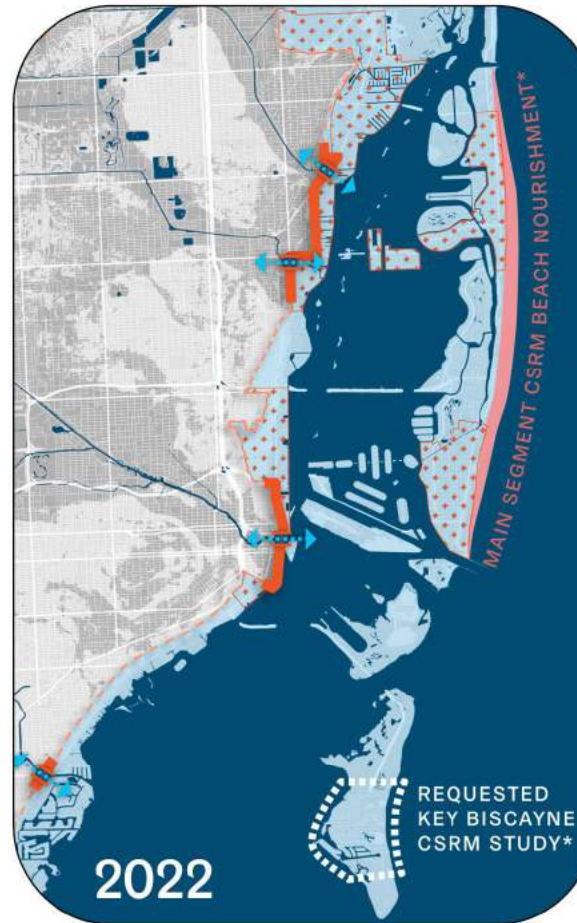 MAIN SEGMENT CSRM BEACH NOURISHMENT*
REQUESTED
KEY BISCAYNE
CSRM STUDY*
2022